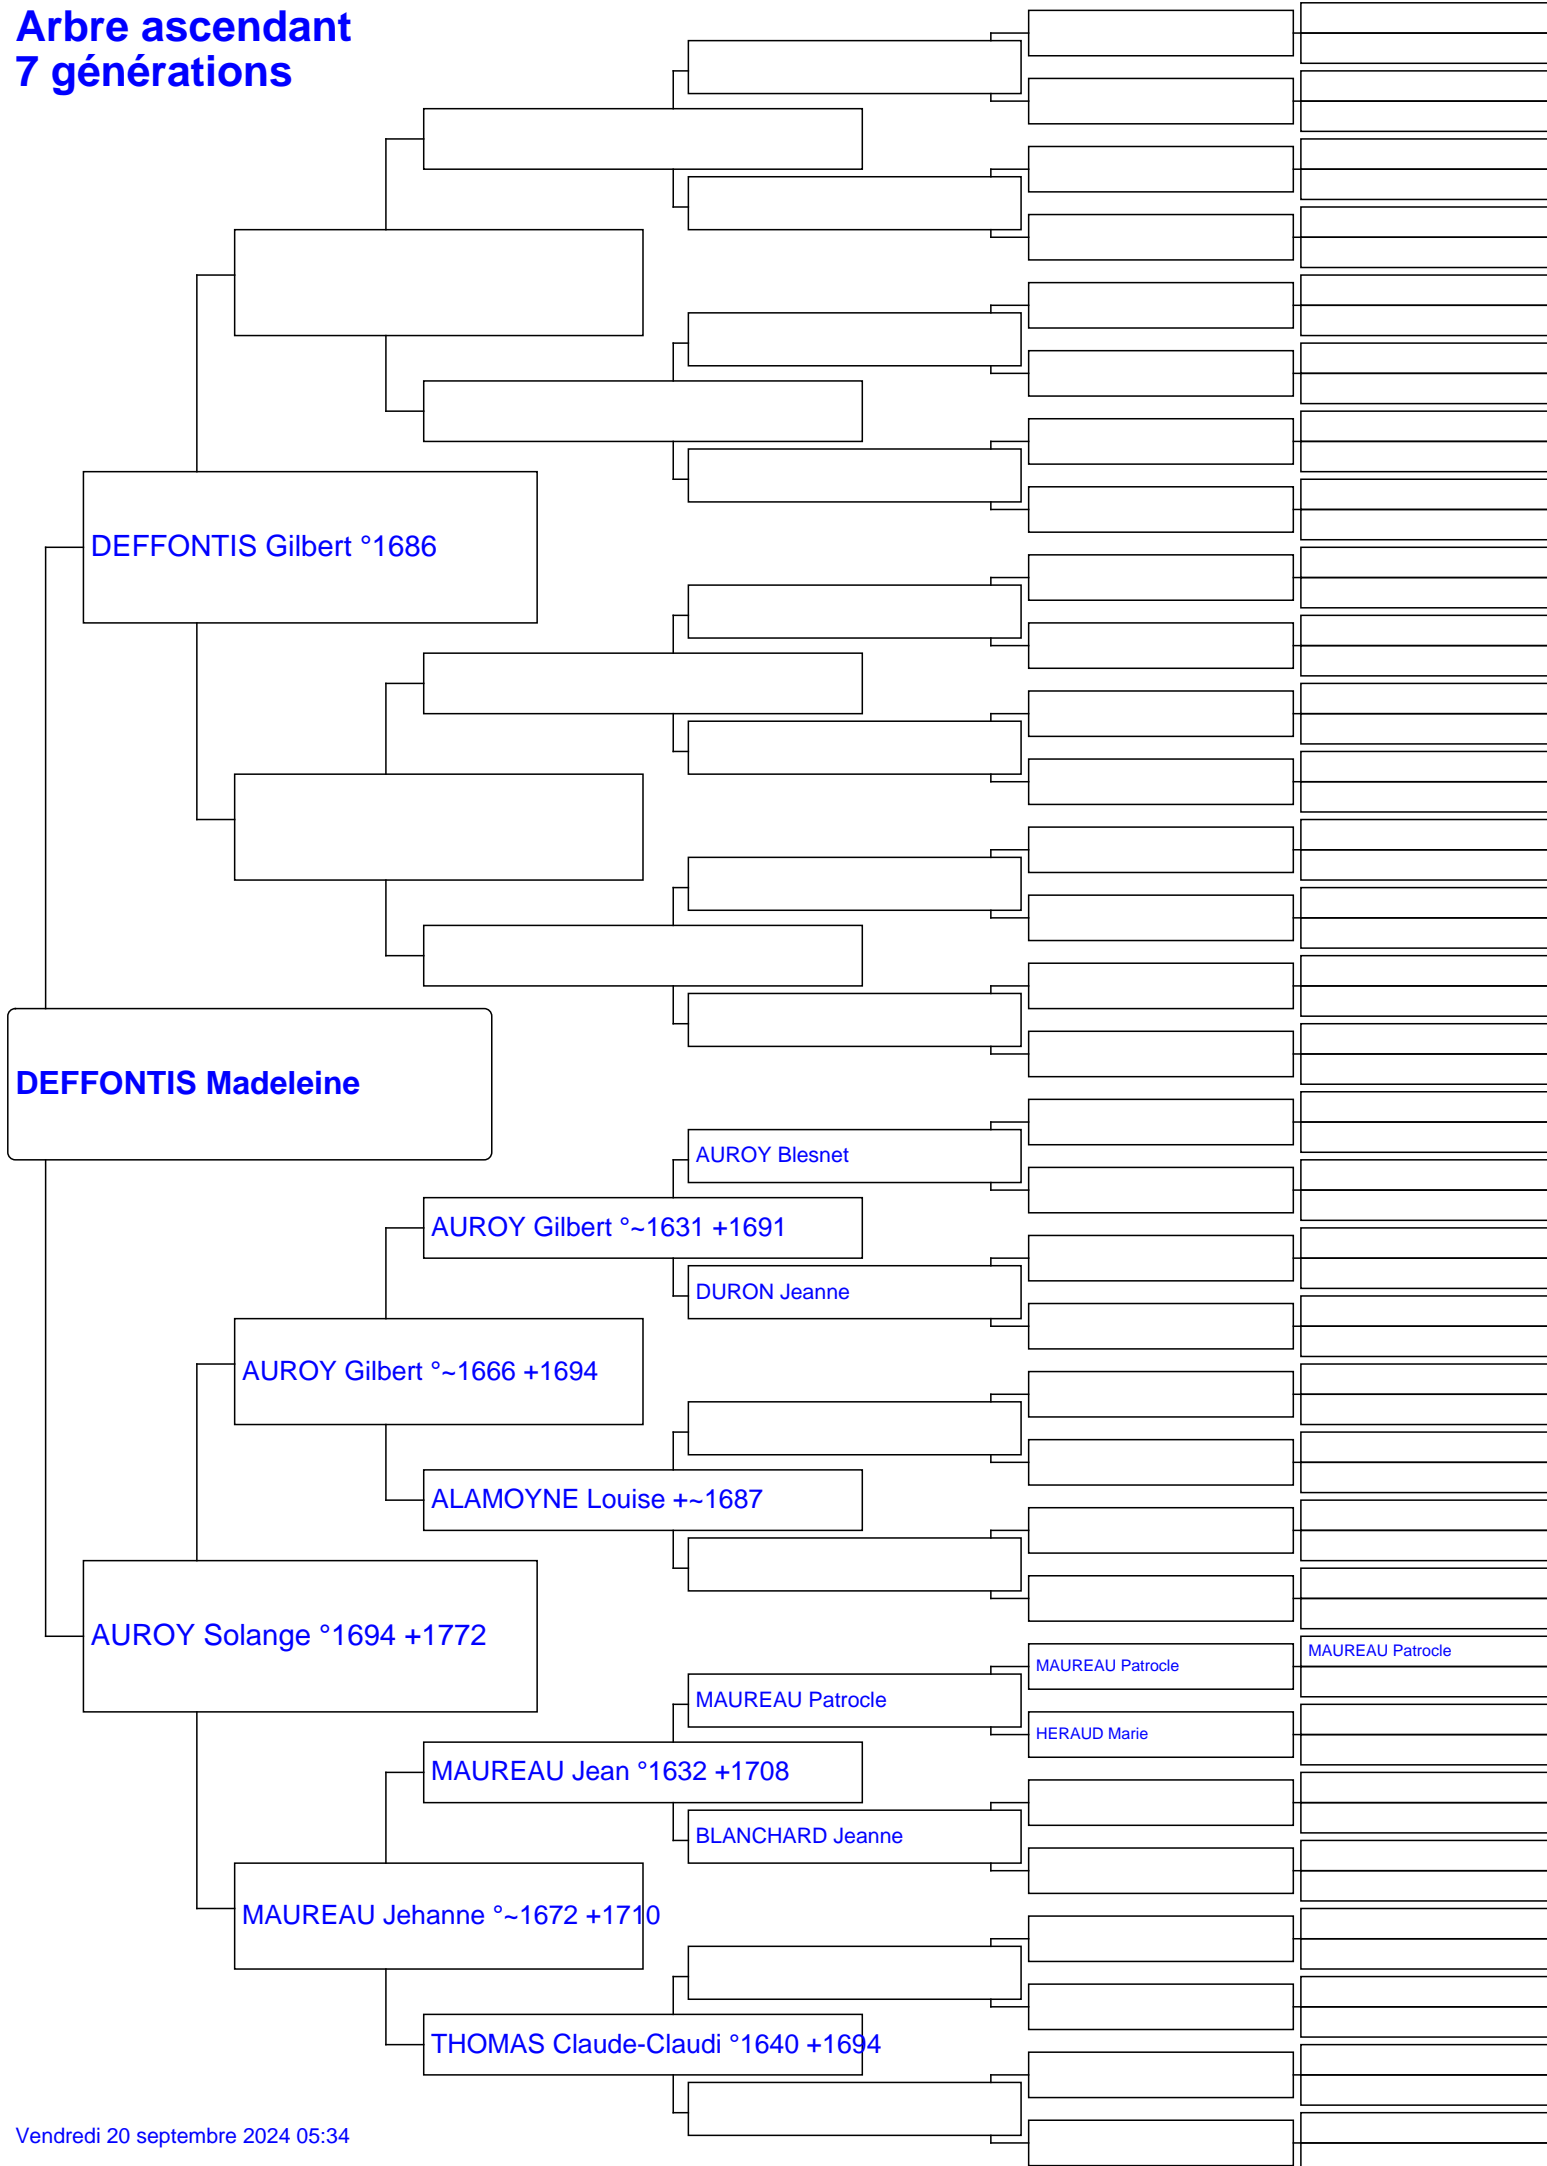 Arbre ascendant
7 générations
DEFFONTIS Gilbert °1686
DEFFONTIS Madeleine
AUROY Blesnet
AUROY Gilbert °~1631 +1691
DURON Jeanne
AUROY Gilbert °~1666 +1694
ALAMOYNE Louise +~1687
AUROY Solange °1694 +1772
MAUREAU Patrocle
MAUREAU Patrocle
MAUREAU Patrocle
HERAUD Marie
MAUREAU Jean °1632 +1708
BLANCHARD Jeanne
MAUREAU Jehanne °~1672 +1710
THOMAS Claude-Claudi °1640 +1694
Vendredi 20 septembre 2024 05:34